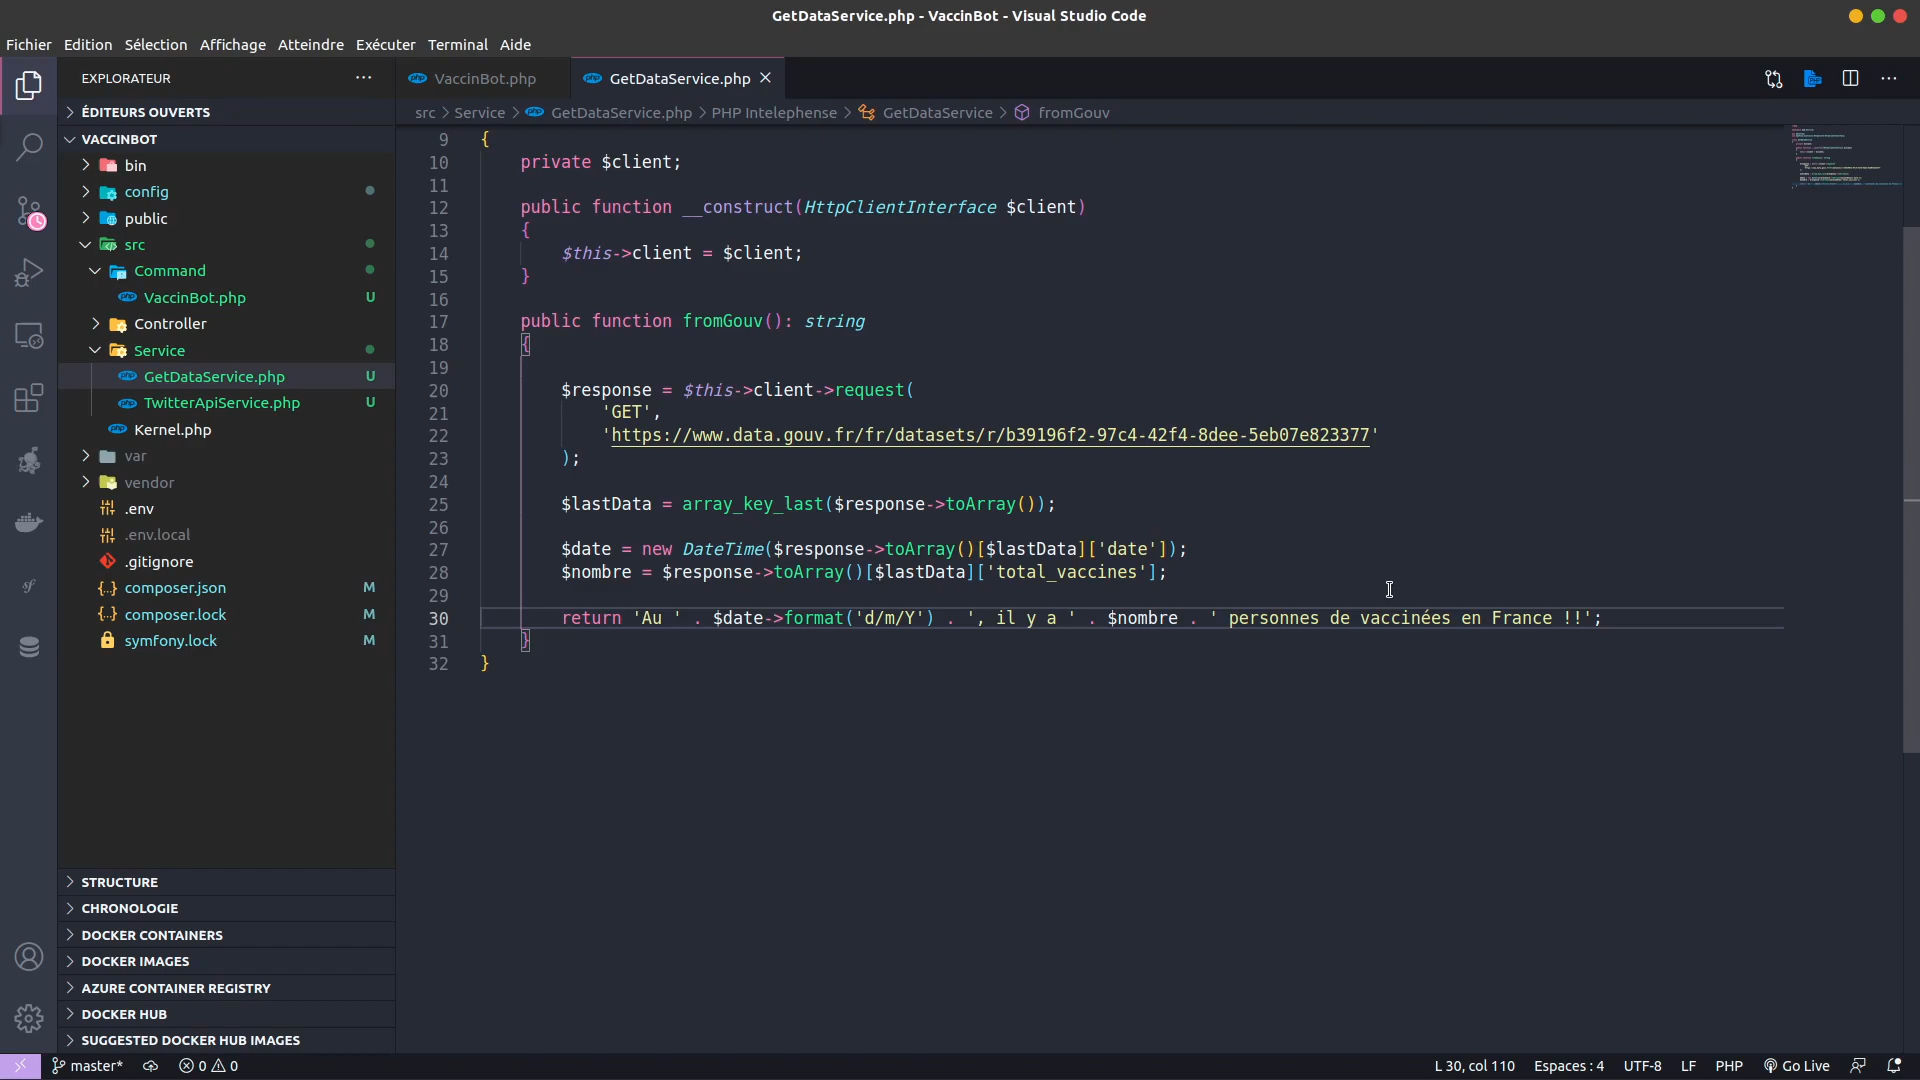 GetDataService.php - VaccinBot - Visual Studio Code
Fichier Edition Sélection Affichage Atteindre Exécuter Terminal Aide
EXPLORATEUR
ÉDITEURS OUVERTS
VACCINBOT
bin
config
public
src
Command
VaccinBot.php U
Controller
Service
GetDataService.php U
TwitterApiService.php U
Kernel.php
var
vendor
.env
.env.local
.gitignore
composer.json M
composer.lock M
symfony.lock M
STRUCTURE
CHRONOLOGIE
DOCKER CONTAINERS
DOCKER IMAGES
AZURE CONTAINER REGISTRY
DOCKER HUB
SUGGESTED DOCKER HUB IMAGES
VaccinBot.php GetDataService.php
src > Service > GetDataService.php > PHP Intelephense > GetDataService > fromGouv
9 {
10 private $client;
11
12 public function __construct(HttpClientInterface $client)
13 {
14 $this->client = $client;
15 }
16
17 public function fromGouv(): string
18 {
19
20 $response = $this->client->request(
21 'GET',
22 'https://www.data.gouv.fr/fr/datasets/r/b39196f2-97c4-42f4-8dee-5eb07e823377'
23 );
24
25 $lastData = array_key_last($response->toArray());
26
27 $date = new DateTime($response->toArray()[$lastData]['date']);
28 $nombre = $response->toArray()[$lastData]['total_vaccines'];
29
30 return 'Au ' . $date->format('d/m/Y') . ', il y a ' . $nombre . ' personnes de vaccinées en France !!';
31 }
32 }
master* 0 0 L 30, col 110 Espaces : 4 UTF-8 LF PHP Go Live